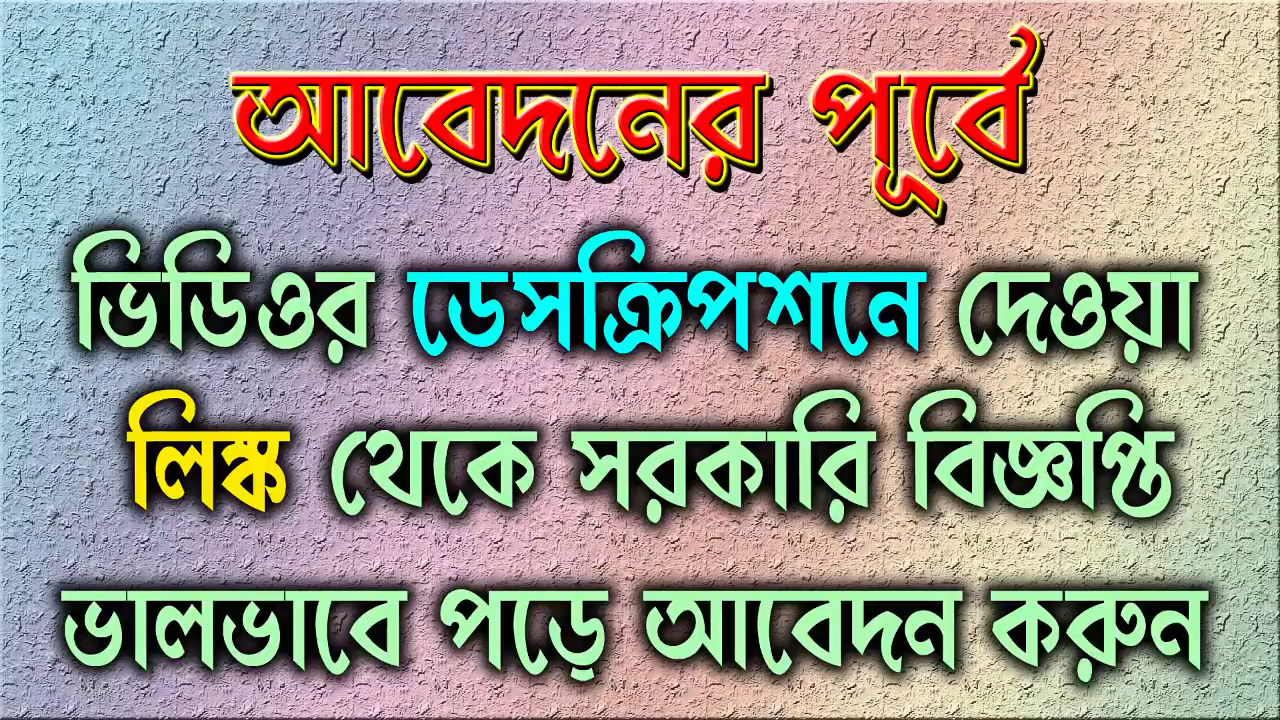 আবেদনের পূর্বে
ভিডিওর ডেসক্রিপশনে দেওয়া
লিঙ্ক থেকে সরকারি বিজ্ঞপ্তি
ভালভাবে পড়ে আবেদন করুন